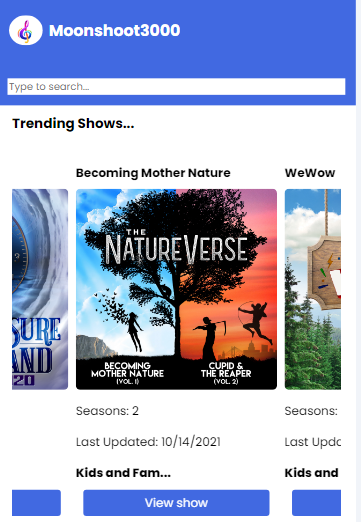 Moonshoot3000
Type to search...
Trending Shows...
Becoming Mother Nature
WeWow
THE
NATUREVERSE
BECOMING
MOTHER NATURE
(VOL. 1)
CUPID &
THE REAPER
(VOL. 2)
SURE
AND
20
Seasons: 2
Seasons:
Last Updated: 10/14/2021
Last Upda
Kids and Fam...
Kids and
View show